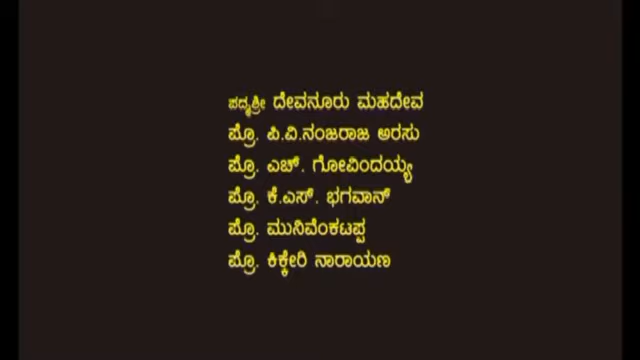 ಪದ್ಮಶ್ರೀ ದೇವನೂರು ಮಹದೇವ
ಪ್ರೊ. ಪಿ.ವಿ.ನಂಜರಾಜ ಅರಸು
ಪ್ರೊ. ಎಚ್. ಗೋವಿಂದಯ್ಯ
ಪ್ರೊ. ಕೆ.ಎಸ್. ಭಗವಾನ್
ಪ್ರೊ. ಮುನಿವೆಂಕಟಪ್ಪ
ಪ್ರೊ. ಕಿಕ್ಕೇರಿ ನಾರಾಯಣ